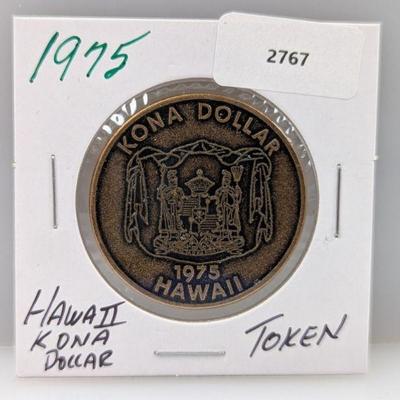 1975
2767
KONA DOLLAR
1975
HAWAII
HAWAII
KONA
DOLLAR
TOKEN